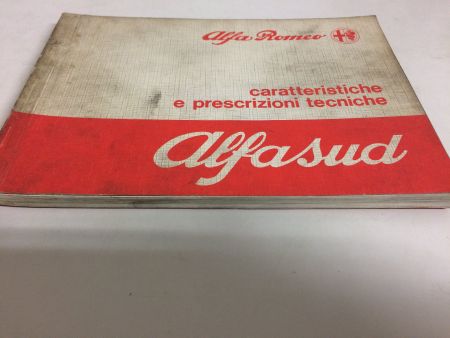 Alfa Romeo
caratteristiche
e prescrizioni tecniche
alfasud